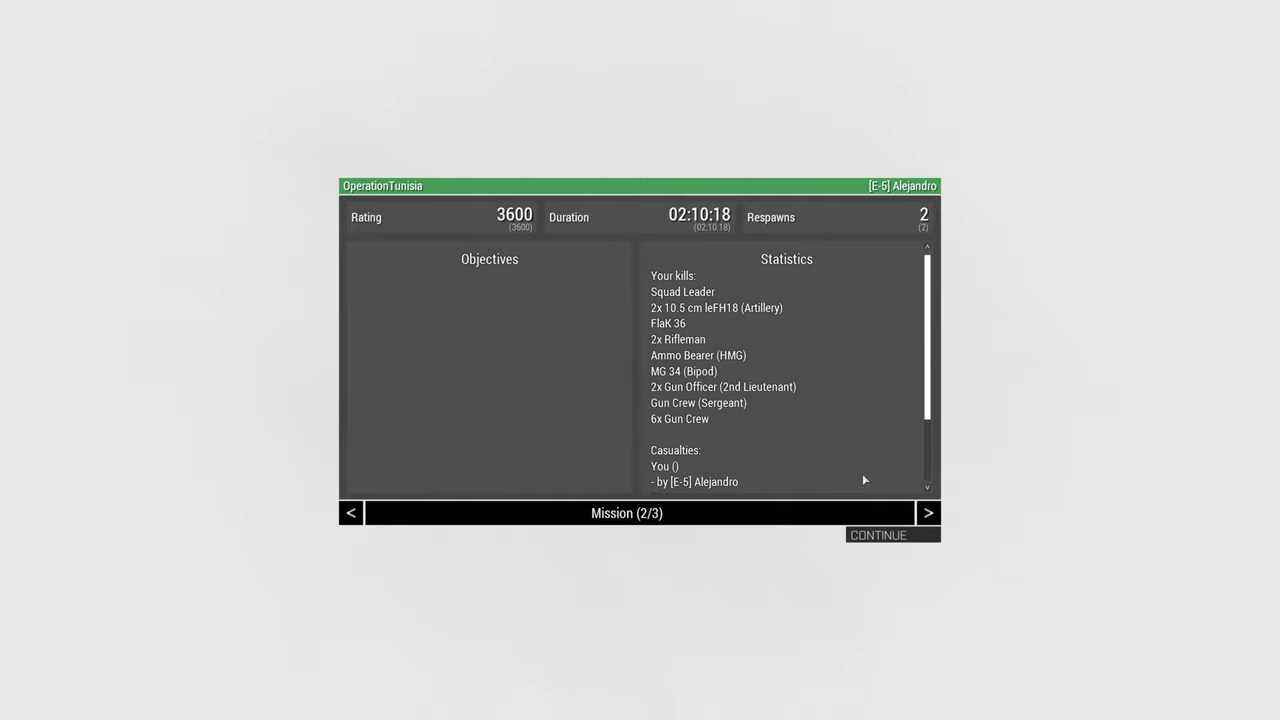 OperationTunisia [E-5] Alejandro
Rating 3600 Duration 02:10:18 Respawns 2
(3600) (02:10:18) (2)
Objectives
Statistics
Your kills:
Squad Leader
2x 10.5 cm leFH18 (Artillery)
FlaK 36
2x Rifleman
Ammo Bearer (HMG)
MG 34 (Bipod)
2x Gun Officer (2nd Lieutenant)
Gun Crew (Sergeant)
6x Gun Crew
Casualties:
You ()
- by [E-5] Alejandro
< Mission (2/3) >
CONTINUE